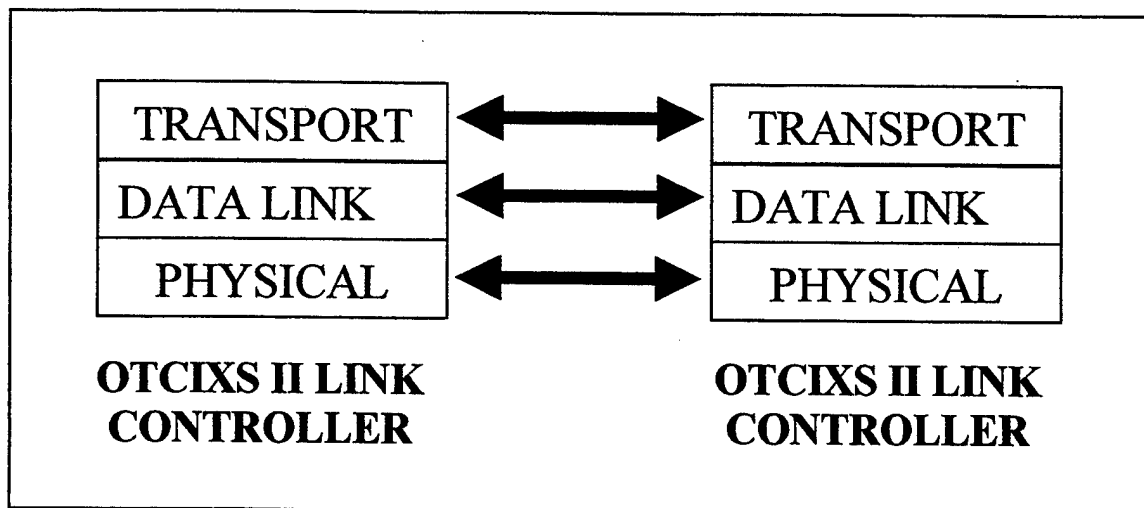 TRANSPORT
DATA LINK
PHYSICAL
OTCIXS II LINK
CONTROLLER
TRANSPORT
DATA LINK
PHYSICAL
OTCIXS II LINK
CONTROLLER